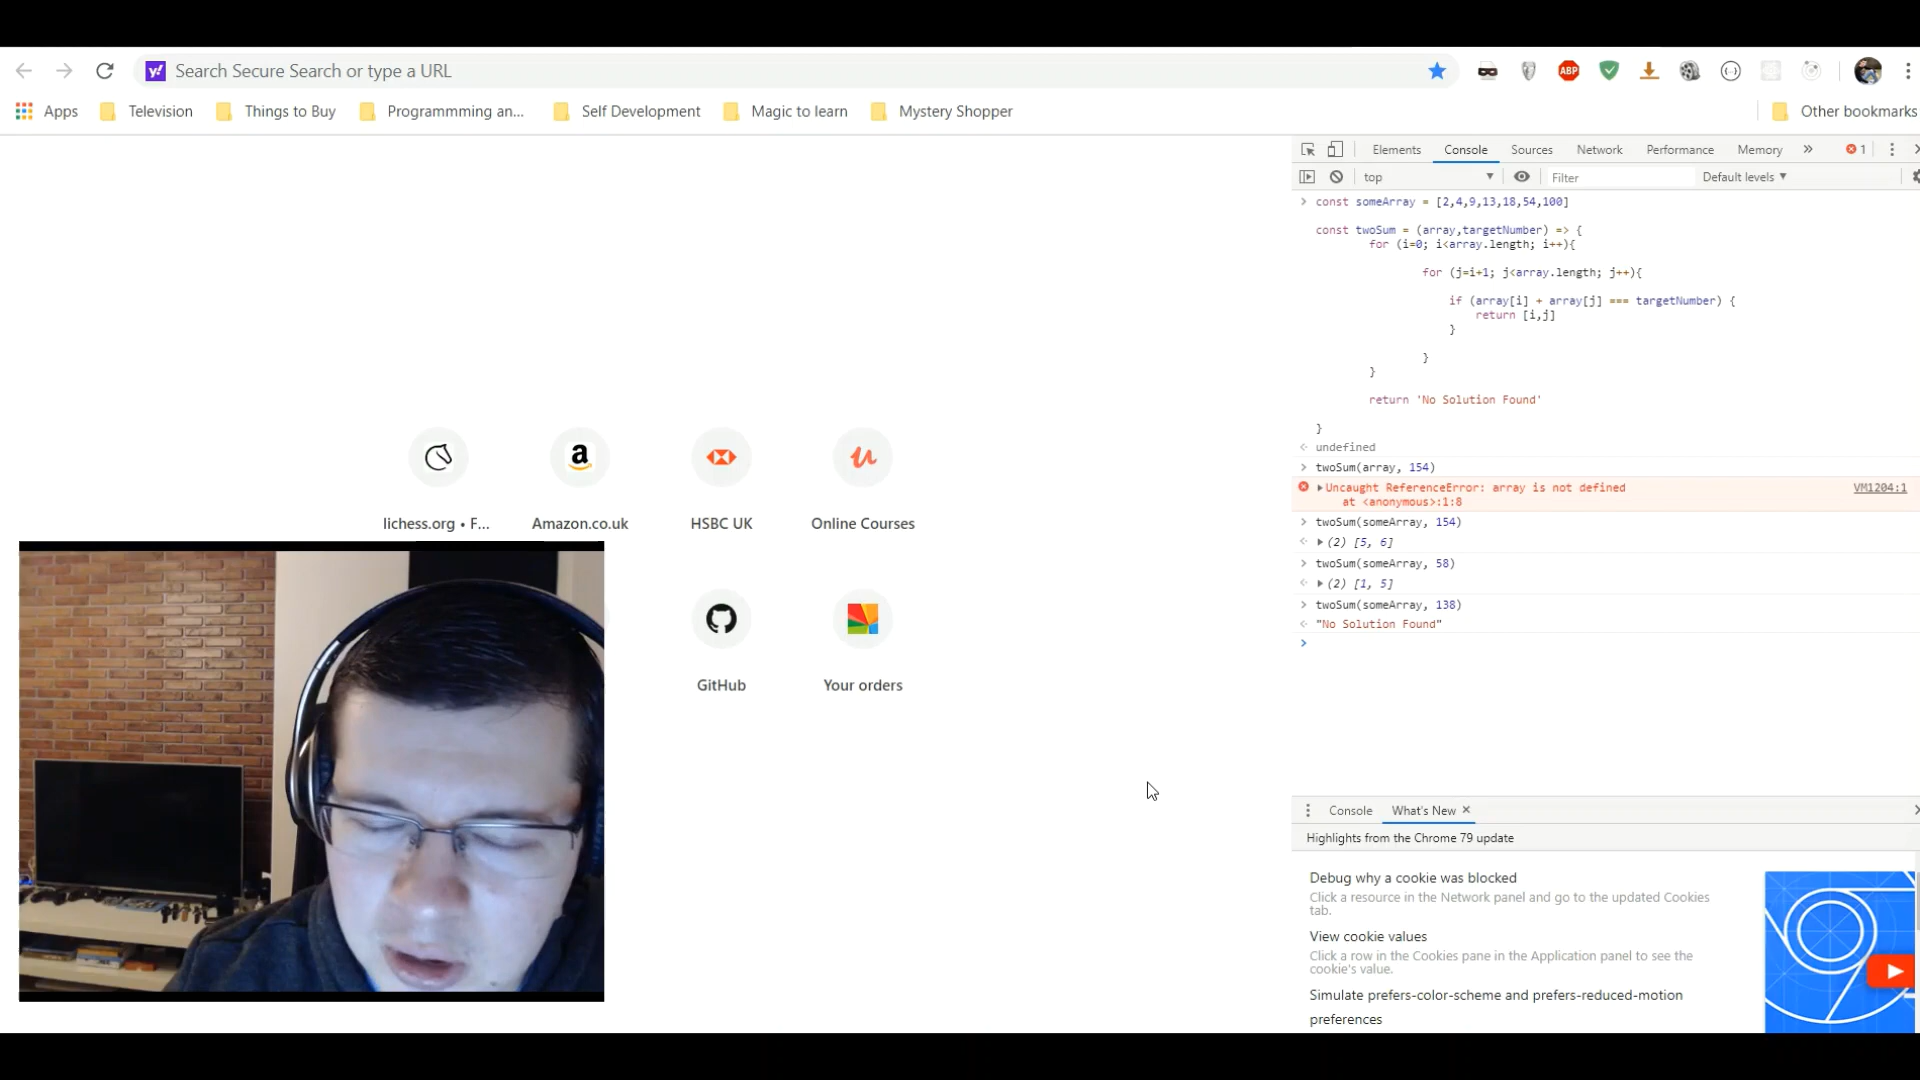 Search Secure Search or type a URL
ABP
Apps
Television
Things to Buy
Programmming an...
Self Development
Magic to learn
Mystery Shopper
Other bookmarks
Elements
Console
Sources
Network
Performance
Memory
1
top
Filter
Default levels
const someArray = [2,4,9,13,18,54,100]
const twoSum = (array,targetNumber) => {
for (i=0; i<array.length; i++){
for (j=i+1; j<array.length; j++){
if (array[i] + array[j] === targetNumber) {
return [i,j]
}
}
}
return 'No Solution Found'
}
undefined
twoSum(array, 154)
Uncaught ReferenceError: array is not defined
VM1204:1
at <anonymous>:1:8
twoSum(someArray, 154)
(2) [5, 6]
twoSum(someArray, 58)
(2) [1, 5]
twoSum(someArray, 138)
"No Solution Found"
lichess.org • F...
Amazon.co.uk
HSBC UK
Online Courses
GitHub
Your orders
Console
What's New
Highlights from the Chrome 79 update
Debug why a cookie was blocked
Click a resource in the Network panel and go to the updated Cookies
tab.
View cookie values
Click a row in the Cookies pane in the Application panel to see the
cookie's value.
Simulate prefers-color-scheme and prefers-reduced-motion
preferences